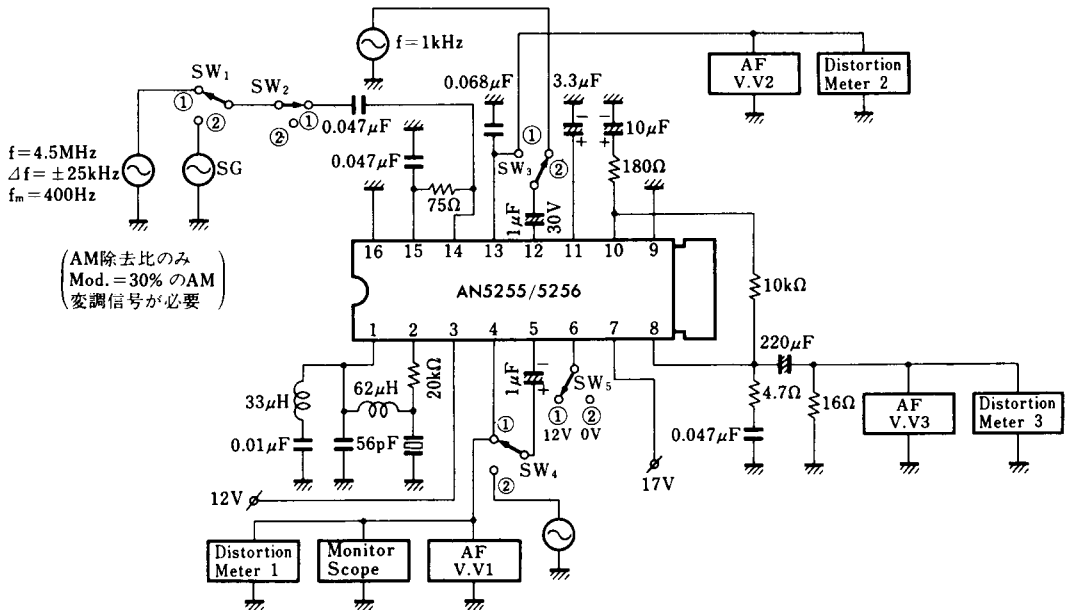 f=1kHz
SW1
①
②
SW2
①
②
0.047μF
0.047μF
75Ω
0.068μF
3.3μF
−
+
−
+
10μF
180Ω
①
SW3
②
1μF
30V
AF
V.V2
Distortion
Meter 2
f=4.5MHz
Δf=±25kHz
fm=400Hz
SG
(AM除去比のみ
Mod.=30%のAM
変調信号が必要)
16 15 14 13 12 11 10 9
AN5255/5256
1 2 3 4 5 6 7 8
10kΩ
220μF
33μH
0.01μF
62μH
56pF
20kΩ
12V
①
SW4
②
1μF
−
+
SW5
①
②
12V
0V
17V
4.7Ω
0.047μF
16Ω
AF
V.V3
Distortion
Meter 3
Distortion
Meter 1
Monitor
Scope
AF
V.V1